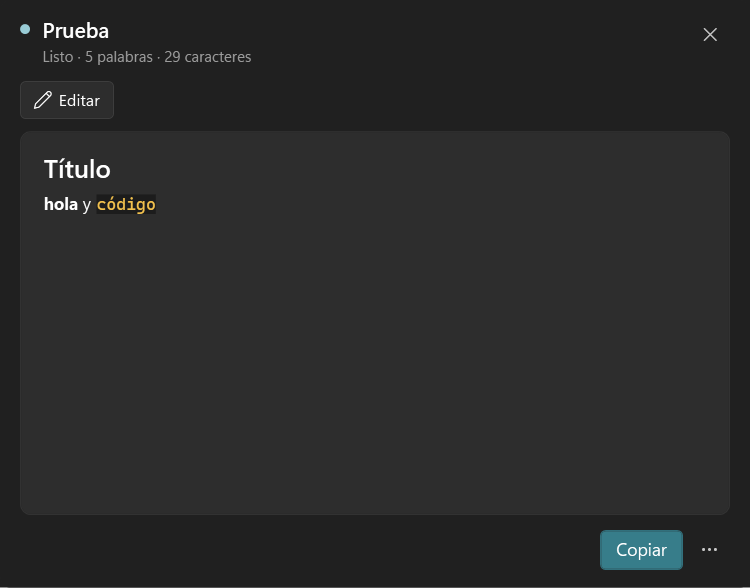 Prueba
Listo · 5 palabras · 29 caracteres
Editar
Título
hola y código
Copiar